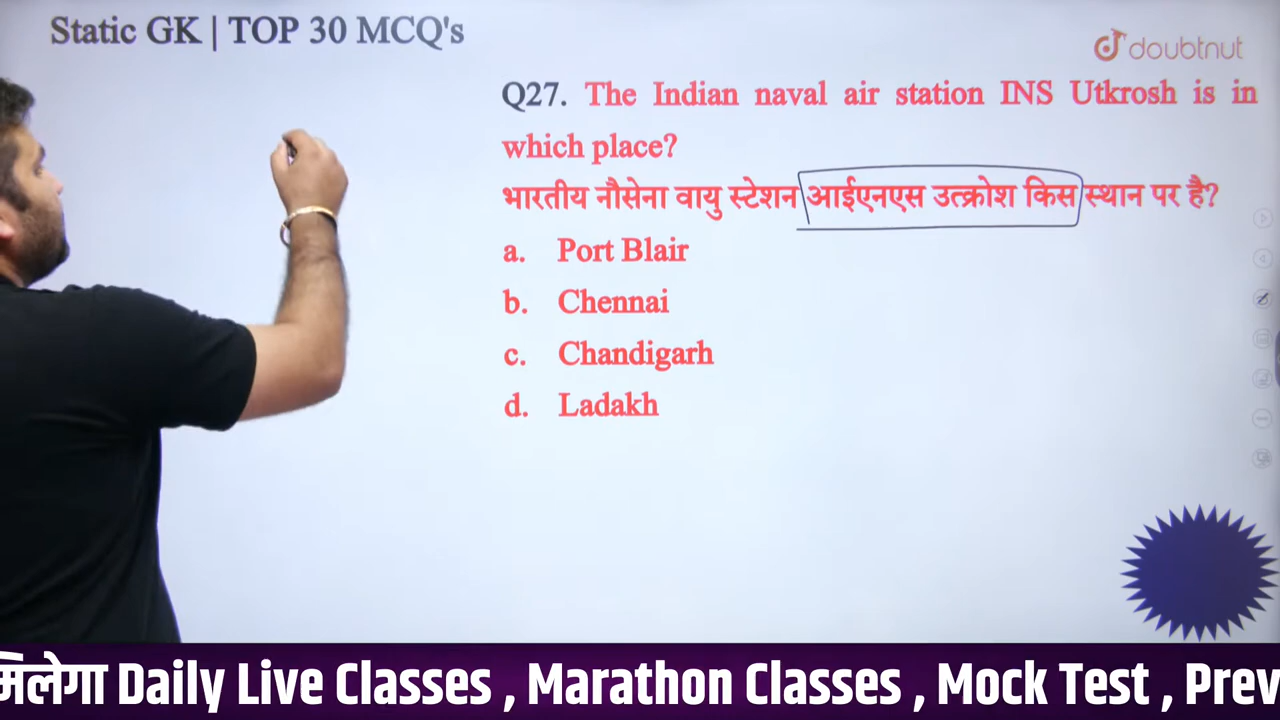 Static GK | TOP 30 MCQ's
doubtnut
Q27. The Indian naval air station INS Utkrosh is in
which place?
भारतीय नौसेना वायु स्टेशन आईएनएस उत्क्रोश किस स्थान पर है?
a. Port Blair
b. Chennai
c. Chandigarh
d. Ladakh
मिलेगा Daily Live Classes , Marathon Classes , Mock Test , Prev